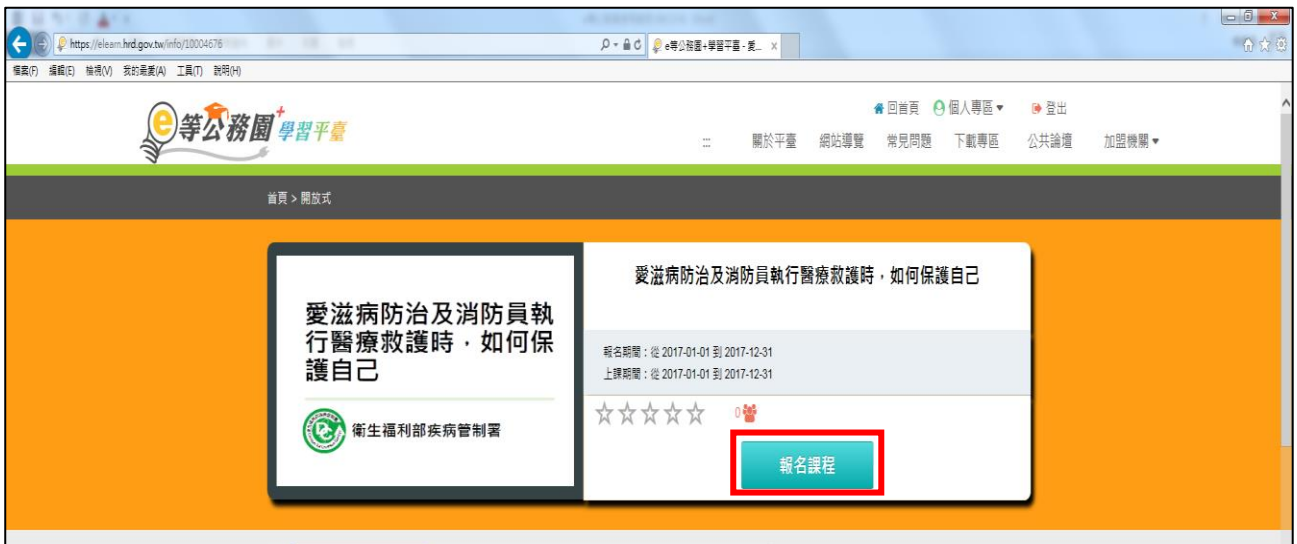 https://elearn.hrd.gov.tw/info/10004676
e等公務園+學習平臺 - 愛...
檔案(F) 編輯(E) 檢視(V) 我的最愛(A) 工具(T) 說明(H)
e等公務園+學習平臺
回首頁 個人專區▼ 登出
::: 關於平臺 網站導覽 常見問題 下載專區 公共論壇 加盟機關▼
首頁 > 開放式
愛滋病防治及消防員執
行醫療救護時，如何保
護自己
衛生福利部疾病管制署
愛滋病防治及消防員執行醫療救護時，如何保護自己
報名期間：從 2017-01-01 到 2017-12-31
上課期間：從 2017-01-01 到 2017-12-31
0
報名課程